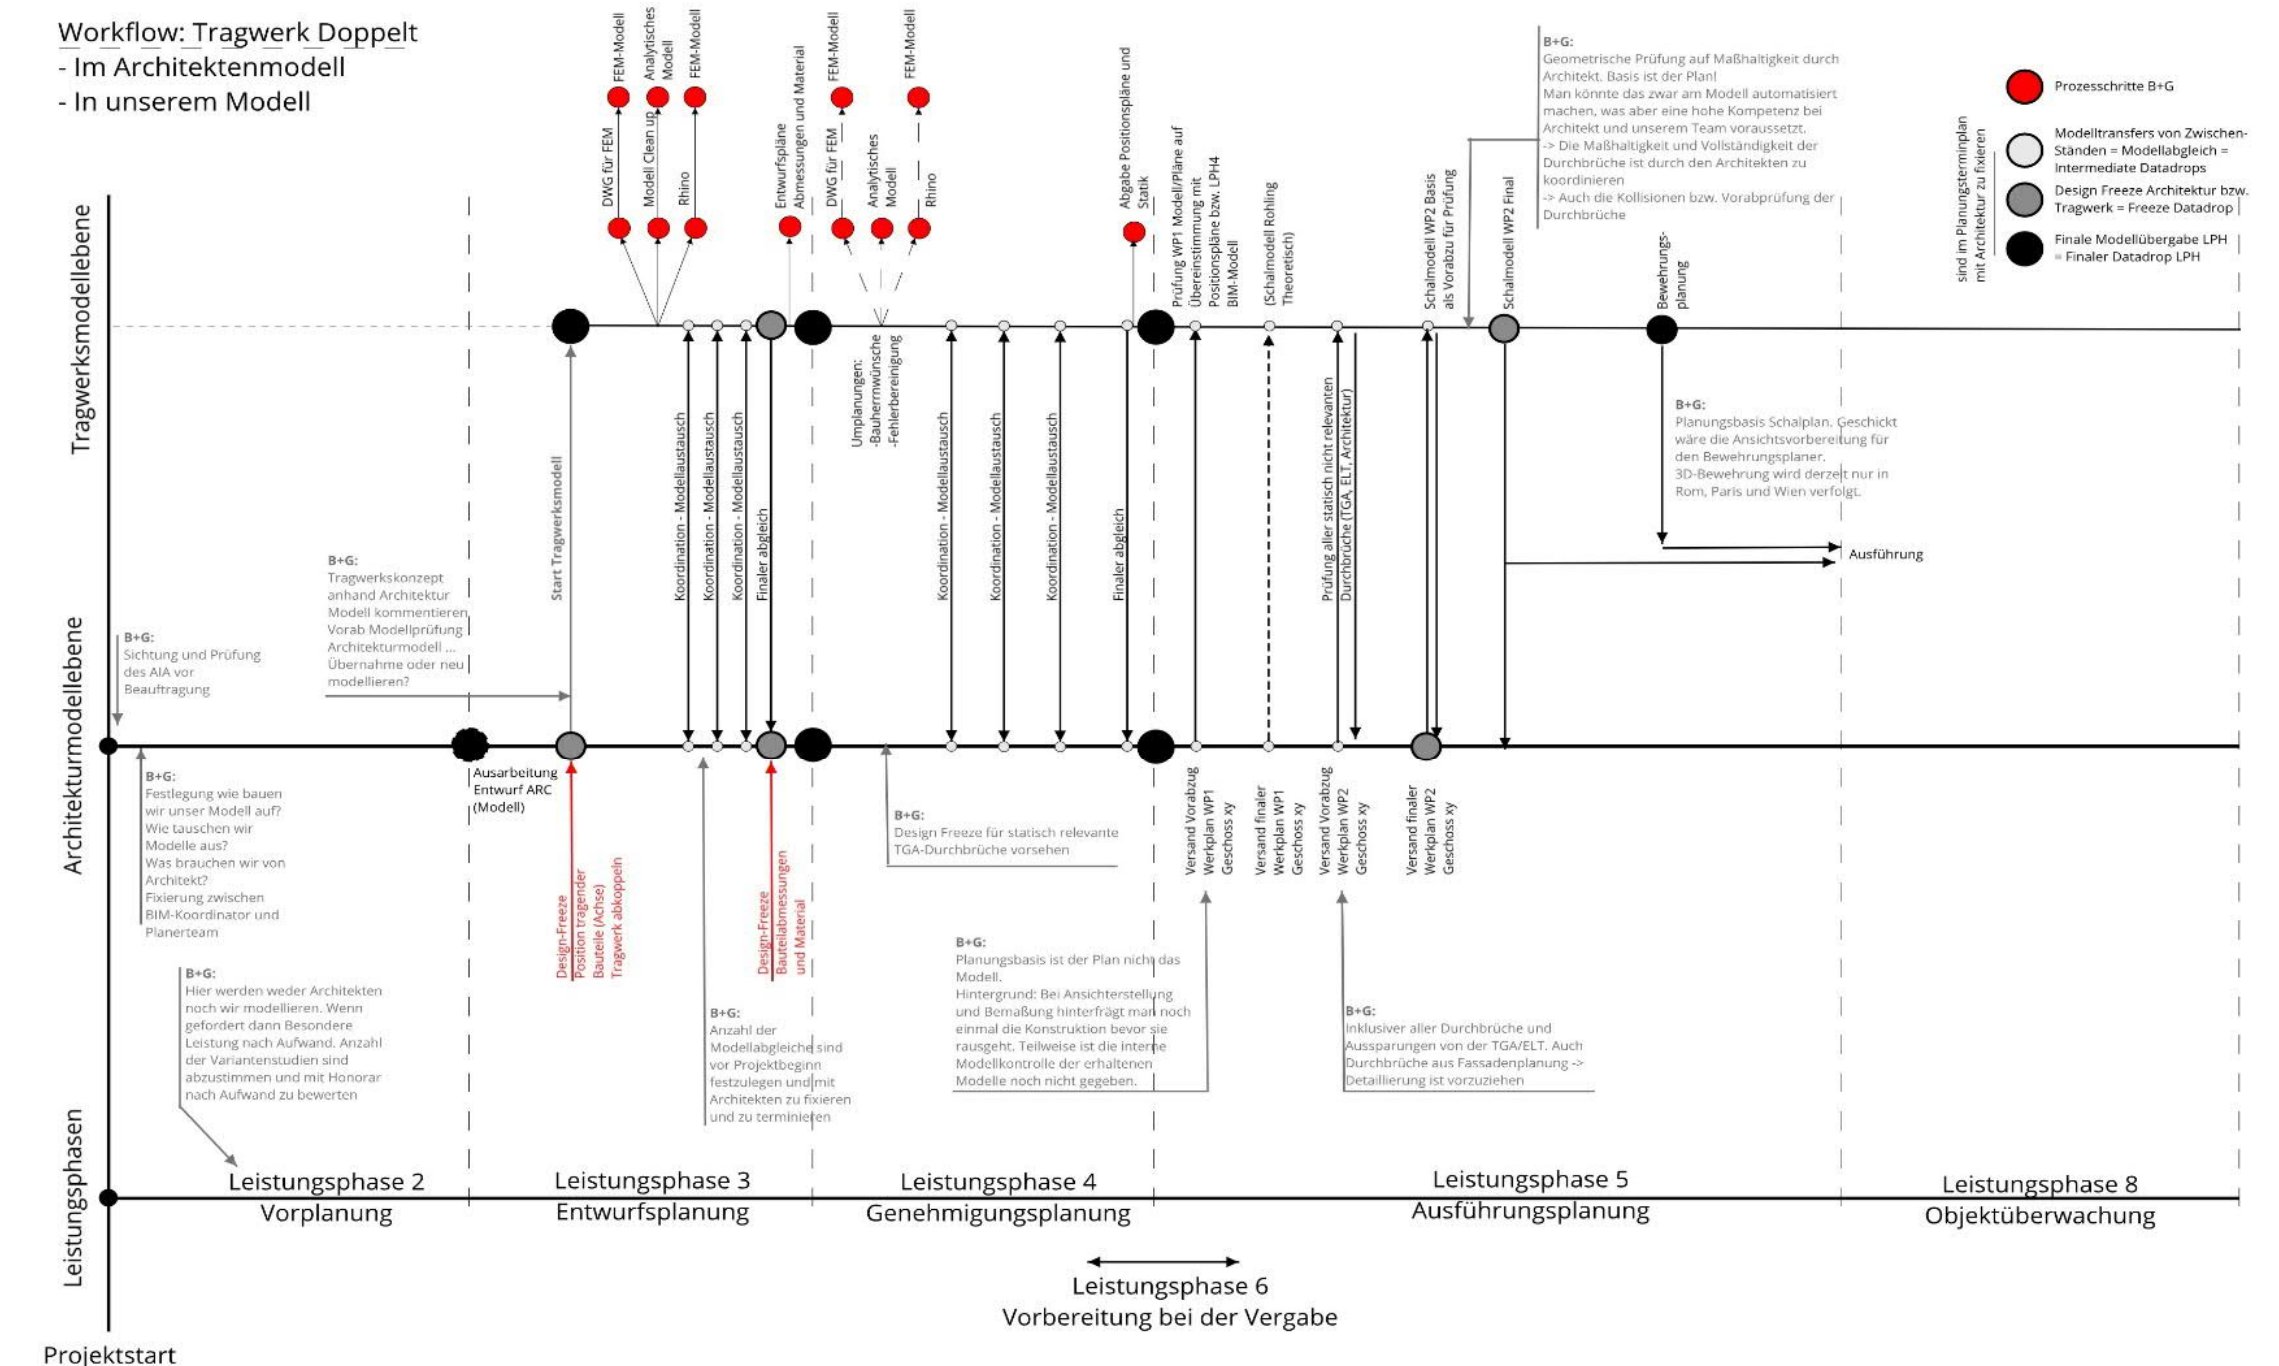 Workflow: Tragwerk Doppelt
- Im Architektenmodell
- In unserem Modell
FEM-Modell
Analytisches
Modell
FEM-Modell
DWG für FEM
Modell Clean up
Rhino
Entwurfspläne
Abmessungen und Material
FEM-Modell
FEM-Modell
DWG für FEM
Analytisches
Modell
Rhino
Abgabe Positionspläne und
Statik
Prüfung WP1 Modell/Pläne auf
Übereinstimmung mit
Positionspläne bzw. LPH4
BIM-Modell
(Schalmodell Rohling
Theoretisch)
Schalmodell WP2 Basis
als Vorabzu für Prüfung
Schalmodell WP2 Final
B+G:
Geometrische Prüfung auf Maßhaltigkeit durch
Architekt. Basis ist der Plan!
Man könnte das zwar am Modell automatisiert
machen, was aber eine hohe Kompetenz bei
Architekt und unserem Team voraussetzt.
-> Die Maßhaltigkeit und Vollständigkeit der
Durchbrüche ist durch den Architekten zu
koordinieren
-> Auch die Kollisionen bzw. Vorabprüfung der
Durchbrüche
Bewehrungs-
planung
sind im Planungsterminplan
mit Architektur zu fixieren
Prozesschritte B+G
Modelltransfers von Zwischen-
Ständen = Modellabgleich =
Intermediate Datadrops
Design Freeze Architektur bzw.
Tragwerk = Freeze Datadrop
Finale Modellübergabe LPH
= Finaler Datadrop LPH
Tragwerksmodellebene
Start Tragwerksmodell
Koordination - Modellaustausch
Koordination - Modellaustausch
Koordination - Modellaustausch
Finaler abgleich
Umplanungen:
-Bauherrnwünsche
-Fehlerbereinigung
Koordination - Modellaustausch
Koordination - Modellaustausch
Koordination - Modellaustausch
Finaler abgleich
Prüfung aller statisch nicht relevanten
Durchbrüche (TGA, ELT, Architektur)
B+G:
Planungsbasis Schalplan. Geschickt
wäre die Ansichtsvorbereitung für
den Bewehrungsplaner.
3D-Bewehrung wird derzeit nur in
Rom, Paris und Wien verfolgt.
Ausführung
B+G:
Tragwerkskonzept
anhand Architektur
Modell kommentieren
Vorab Modellprüfung
Architekturmodell ...
Übernahme oder neu
modellieren?
B+G:
Sichtung und Prüfung
des AIA vor
Beauftragung
Architekturmodellebene
B+G:
Festlegung wie bauen
wir unser Modell auf?
Wie tauschen wir
Modelle aus?
Was brauchen wir von
Architekt?
Fixierung zwischen
BIM-Koordinator und
Planerteam
Ausarbeitung
Entwurf ARC
(Modell)
Design-Freeze
Position tragender
Bauteile (Achse)
Tragwerk abkoppeln
Design-Freeze
Bauteilabmessungen
und Material
B+G:
Design Freeze für statisch relevante
TGA-Durchbrüche vorsehen
Versand Vorabzug
Werkplan WP1
Geschoss xy
Versand finaler
Werkplan WP1
Geschoss xy
Versand Vorabzug
Werkplan WP2
Geschoss xy
Versand finaler
Werkplan WP2
Geschoss xy
B+G:
Hier werden weder Architekten
noch wir modellieren. Wenn
gefordert dann Besondere
Leistung nach Aufwand. Anzahl
der Variantenstudien sind
abzustimmen und mit Honorar
nach Aufwand zu bewerten
B+G:
Anzahl der
Modellabgleiche sind
vor Projektbeginn
festzulegen und mit
Architekten zu fixieren
und zu terminieren
B+G:
Planungsbasis ist der Plan nicht das
Modell.
Hintergrund: Bei Ansichterstellung
und Bemaßung hinterfrägt man noch
einmal die Konstruktion bevor sie
rausgeht. Teilweise ist die interne
Modellkontrolle der erhaltenen
Modelle noch nicht gegeben.
B+G:
Inklusiver aller Durchbrüche und
Aussparungen von der TGA/ELT. Auch
Durchbrüche aus Fassadenplanung ->
Detaillierung ist vorzuziehen
Leistungsphasen
Leistungsphase 2
Vorplanung
Leistungsphase 3
Entwurfsplanung
Leistungsphase 4
Genehmigungsplanung
Leistungsphase 5
Ausführungsplanung
Leistungsphase 8
Objektüberwachung
Leistungsphase 6
Vorbereitung bei der Vergabe
Projektstart